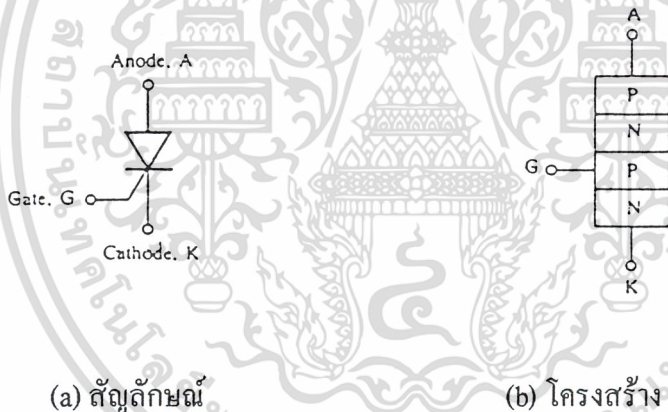 Anode, A
Gate, G
Cathode, K
A
P
N
G
P
N
K
(a) สัญลักษณ์
(b) โครงสร้าง